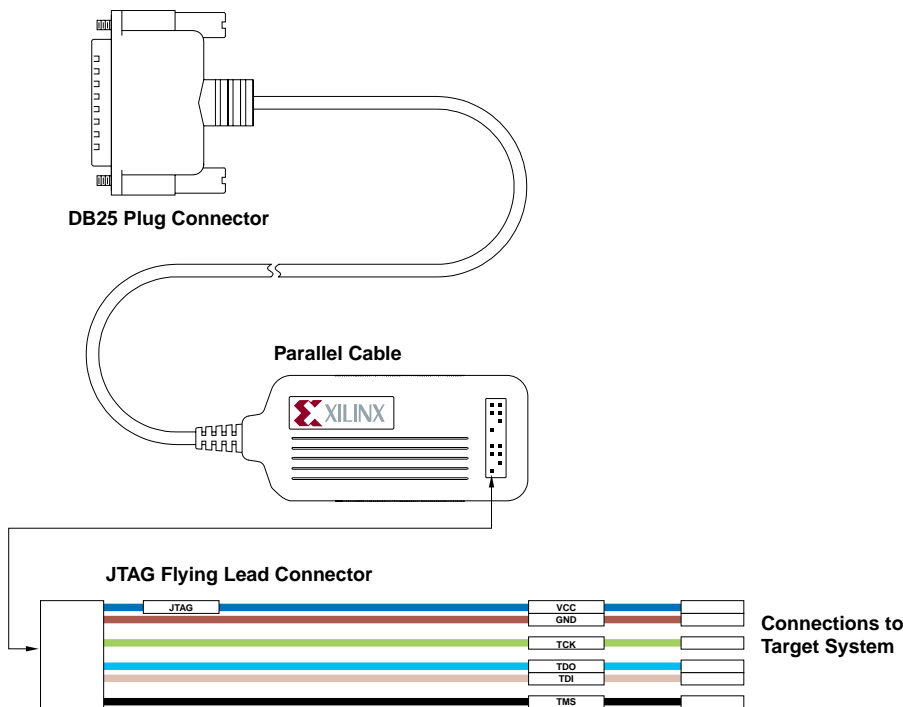 DB25 Plug Connector
Parallel Cable
XILINX
JTAG Flying Lead Connector
JTAG
VCC
GND
TCK
TDO
TDI
TMS
Connections to
Target System